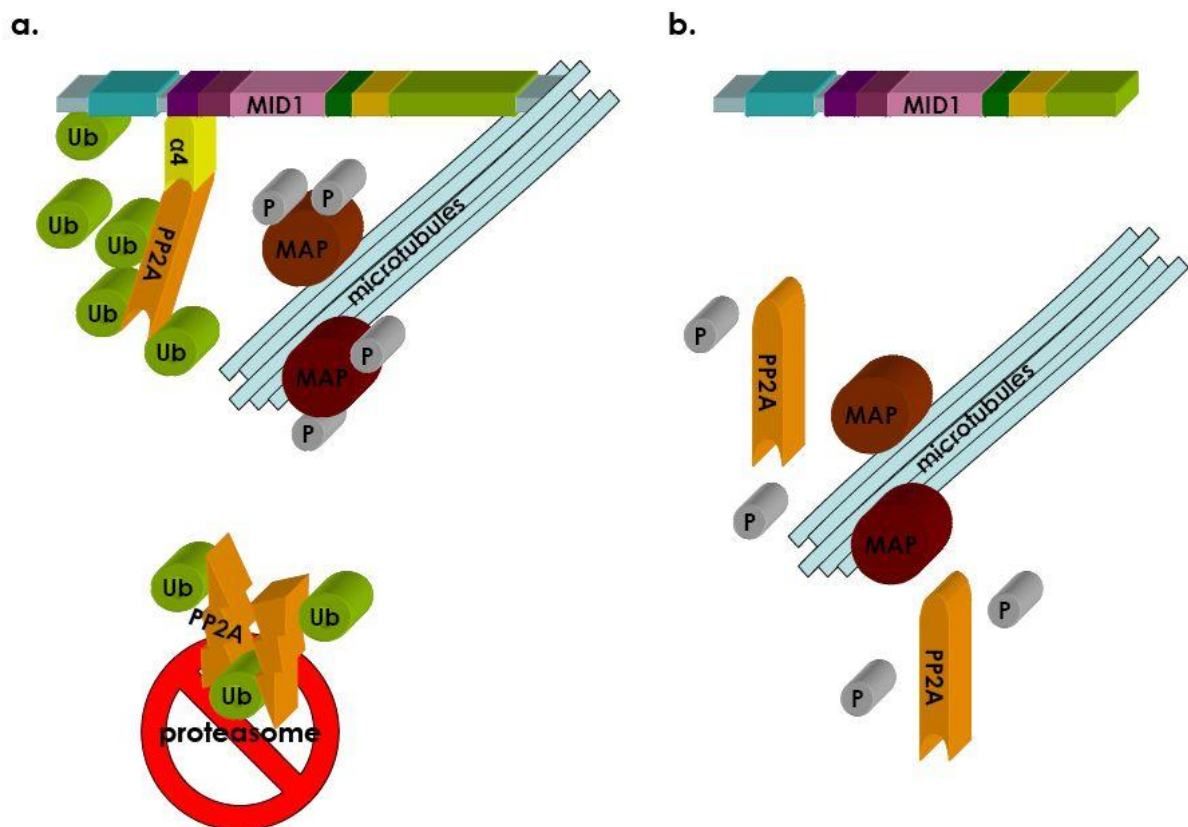 a.
MID1
Ub
α4
Ub
Ub
PP2A
Ub
Ub
P
P
MAP
microtubules
MAP
P
P
Ub
PP2A
Ub
Ub
proteasome
b.
MID1
P
PP2A
P
MAP
microtubules
MAP
P
PP2A
P